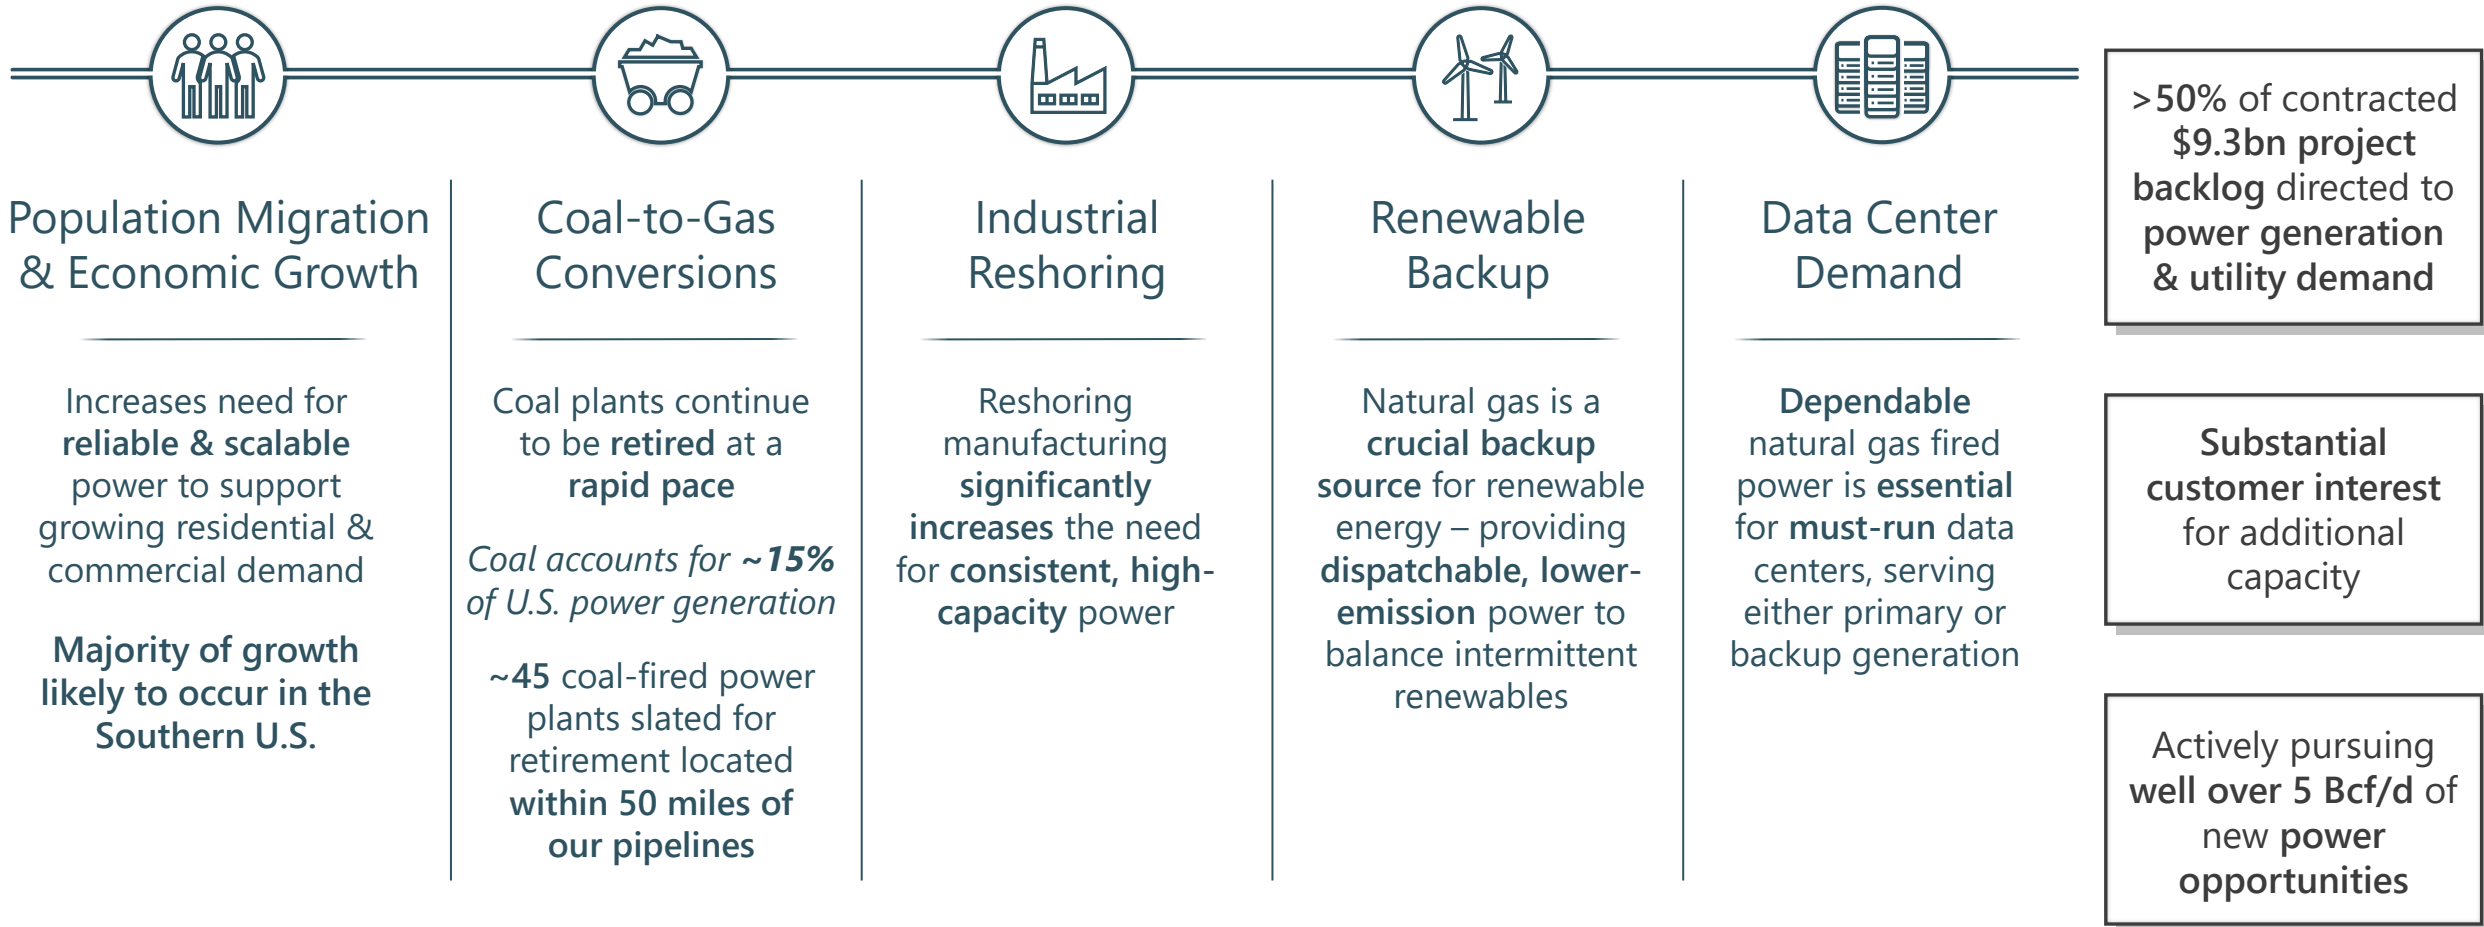 Population Migration
& Economic Growth
Increases need for
reliable & scalable
power to support
growing residential &
commercial demand
Majority of growth
likely to occur in the
Southern U.S.
Coal-to-Gas
Conversions
Coal plants continue
to be retired at a
rapid pace
Coal accounts for ~15%
of U.S. power generation
~45 coal-fired power
plants slated for
retirement located
within 50 miles of
our pipelines
Industrial
Reshoring
Reshoring
manufacturing
significantly
increases the need
for consistent, high-
capacity power
Renewable
Backup
Natural gas is a
crucial backup
source for renewable
energy – providing
dispatchable, lower-
emission power to
balance intermittent
renewables
Data Center
Demand
Dependable
natural gas fired
power is essential
for must-run data
centers, serving
either primary or
backup generation
>50% of contracted
$9.3bn project
backlog directed to
power generation
& utility demand
Substantial
customer interest
for additional
capacity
Actively pursuing
well over 5 Bcf/d of
new power
opportunities